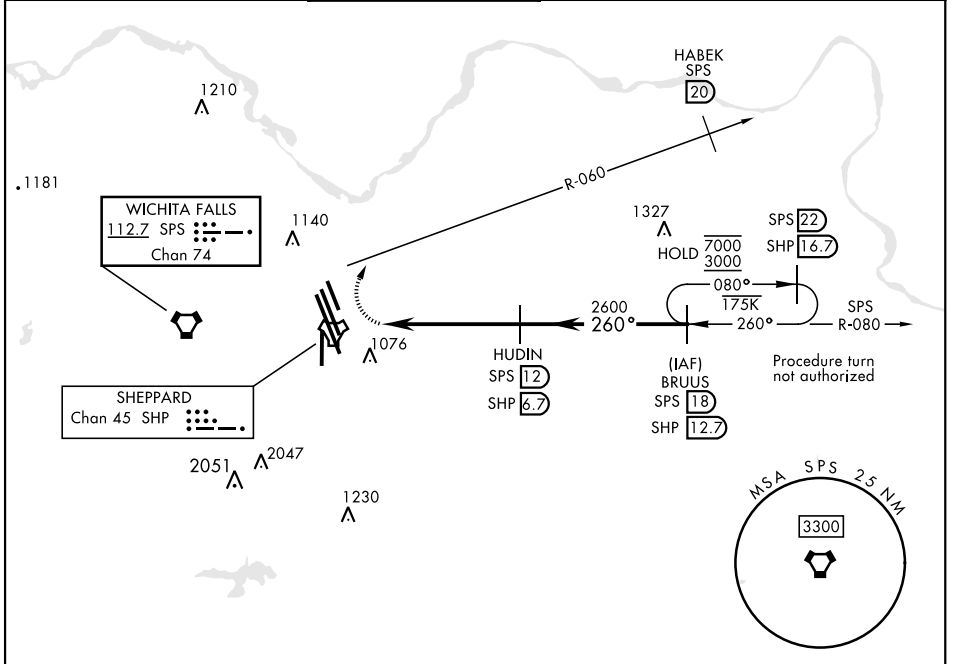 HABEK
SPS
20
1210
R-060
.1181
WICHITA FALLS
112.7 SPS
Chan 74
1140
1327
SPS 22
SHP 16.7
HOLD 7000
3000
080°
175K
260°
SPS
R-080
2600
260°
1076
HUDIN
SPS 12
SHP 6.7
(IAF)
BRUUS
SPS 18
SHP 12.7
Procedure turn
not authorized
SHEPPARD
Chan 45 SHP
2051
2047
1230
MSA SPS 25 NM
3300